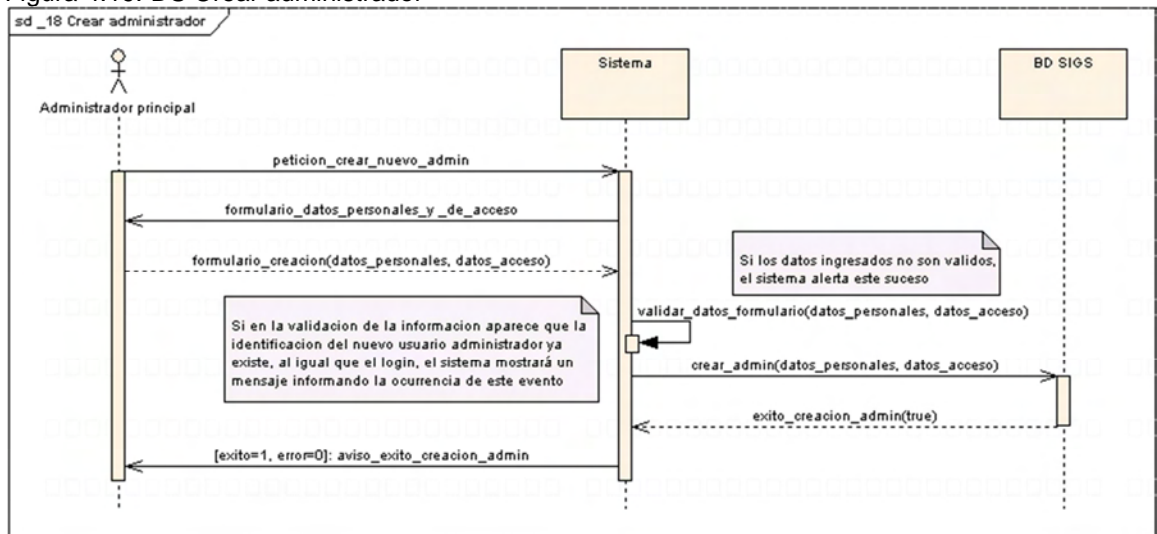 sd _18 Crear administrador
Sistema
BD SIGS
Administrador principal
peticion_crear_nuevo_admin
formulario_datos_personales_y _de_acceso
formulario_creacion(datos_personales, datos_acceso)
Si los datos ingresados no son validos,
el sistema alerta este suceso
validar_datos_formulario(datos_personales, datos_acceso)
Si en la validacion de la informacion aparece que la
identificacion del nuevo usuario administrador ya
existe, al igual que el login, el sistema mostrará un
mensaje informando la ocurrencia de este evento
crear_admin(datos_personales, datos_acceso)
exito_creacion_admin(true)
[exito=1, error=0]: aviso_exito_creacion_admin